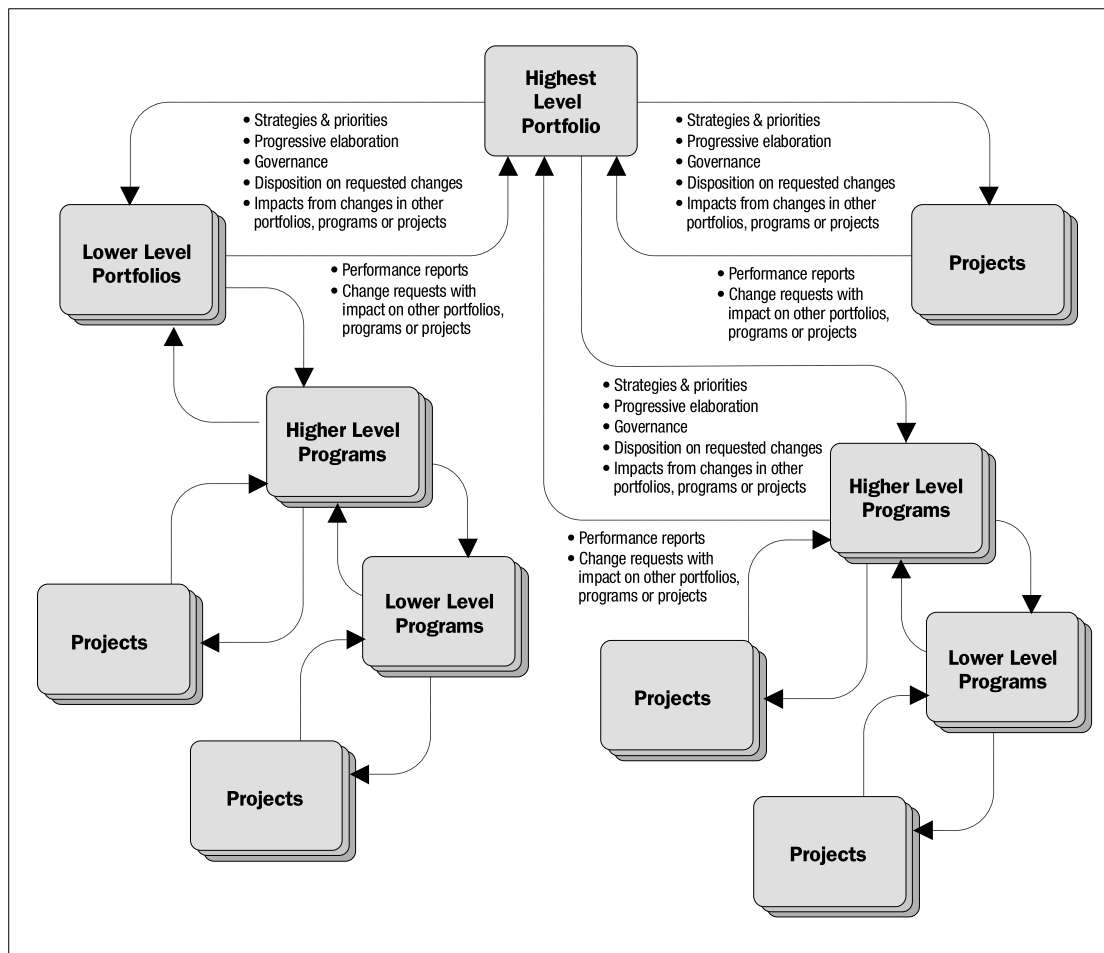 Highest
Level
Portfolio
• Strategies & priorities
• Progressive elaboration
• Governance
• Disposition on requested changes
• Impacts from changes in other
portfolios, programs or projects
• Strategies & priorities
• Progressive elaboration
• Governance
• Disposition on requested changes
• Impacts from changes in other
portfolios, programs or projects
Lower Level
Portfolios
Projects
• Performance reports
• Change requests with
impact on other portfolios,
programs or projects
• Performance reports
• Change requests with
impact on other portfolios,
programs or projects
Higher Level
Programs
• Strategies & priorities
• Progressive elaboration
• Governance
• Disposition on requested changes
• Impacts from changes in other
portfolios, programs or projects
Higher Level
Programs
• Performance reports
• Change requests with
impact on other portfolios,
programs or projects
Projects
Lower Level
Programs
Projects
Lower Level
Programs
Projects
Projects